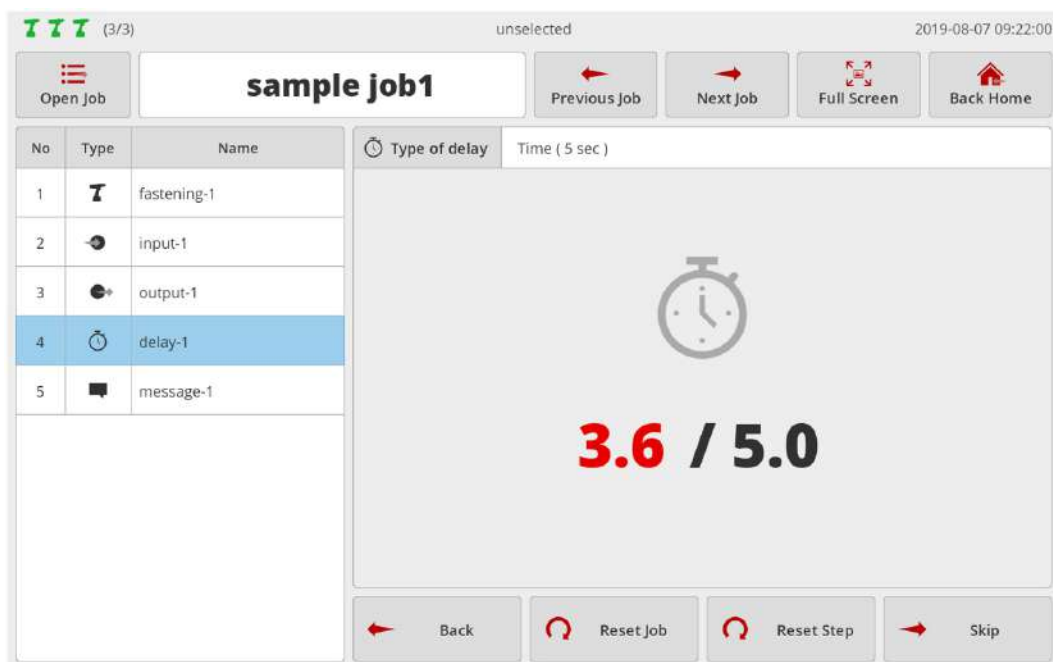 (3/3) unselected 2019-08-07 09:22:00
Open Job
sample job1
Previous Job
Next Job
Full Screen
Back Home
No Type Name
1 fastening-1
2 input-1
3 output-1
4 delay-1
5 message-1
Type of delay Time ( 5 sec )
3.6 / 5.0
Back
Reset Job
Reset Step
Skip